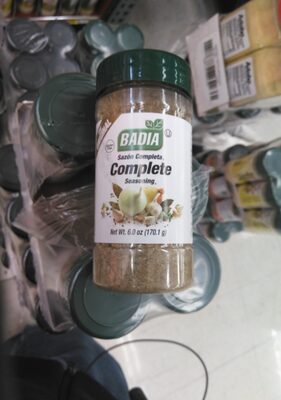 BADIA
Sazón Completa.
Complete
Seasoning.
Net Wt. 6.0 oz (170.1 g)